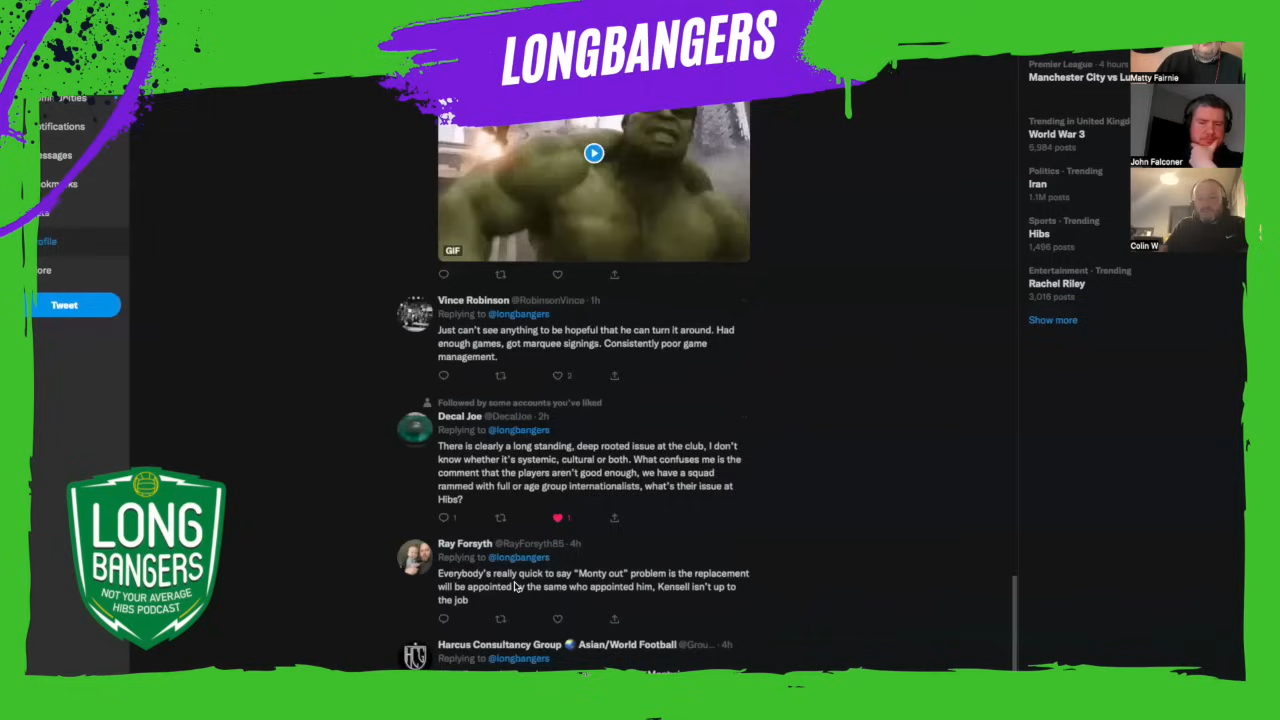 LONGBANGERS
otifications
essages
ofile
ore
Tweet
GIF
Vince Robinson @RobinsonVince · 1h
Replying to @longbangers
Just can't see anything to be hopeful that he can turn it around. Had
enough games, got marquee signings. Consistently poor game
management.
2
Followed by some accounts you've liked
Decal Joe @DecalJoe · 2h
Replying to @longbangers
There is clearly a long standing, deep rooted issue at the club, I don't
know whether it's systemic, cultural or both. What confuses me is the
comment that the players aren't good enough, we have a squad
rammed with full or age group internationalists, what's their issue at
Hibs?
1 1
Ray Forsyth @RayForsyth85 · 4h
Replying to @longbangers
Everybody's really quick to say "Monty out" problem is the replacement
will be appointed by the same who appointed him, Kensell isn't up to
the job
Harcus Consultancy Group Asian/World Football @Grou... · 4h
Replying to @longbangers
Premier League · 4 hours
Manchester City vs Lu
Trending in United Kingd
World War 3
5,984 posts
Politics · Trending
Iran
1.1M posts
Sports · Trending
Hibs
1,496 posts
Entertainment · Trending
Rachel Riley
3,016 posts
Show more
Matty Fairnie
John Falconer
Colin W
LONG
BANGERS
NOT YOUR AVERAGE
HIBS PODCAST